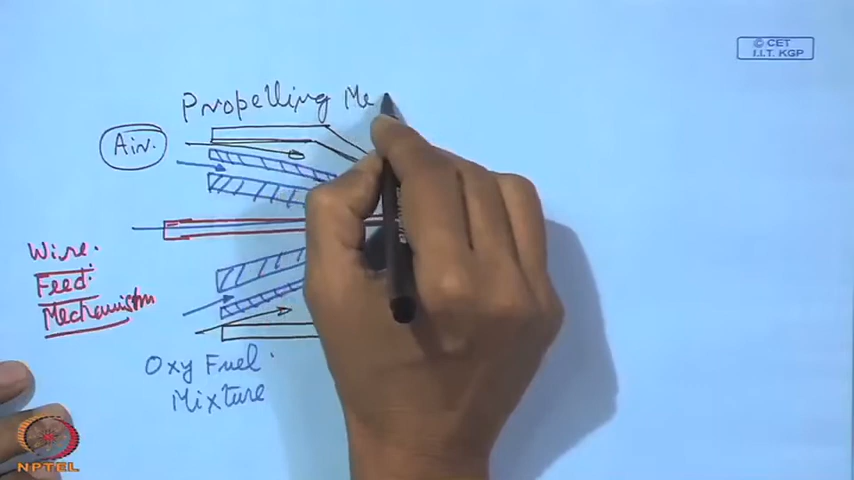 © CET
I.I.T. KGP
Propelling Me
Air.
Wire.
Feed.
Mechanism
Oxy Fuel.
Mixture
NPTEL